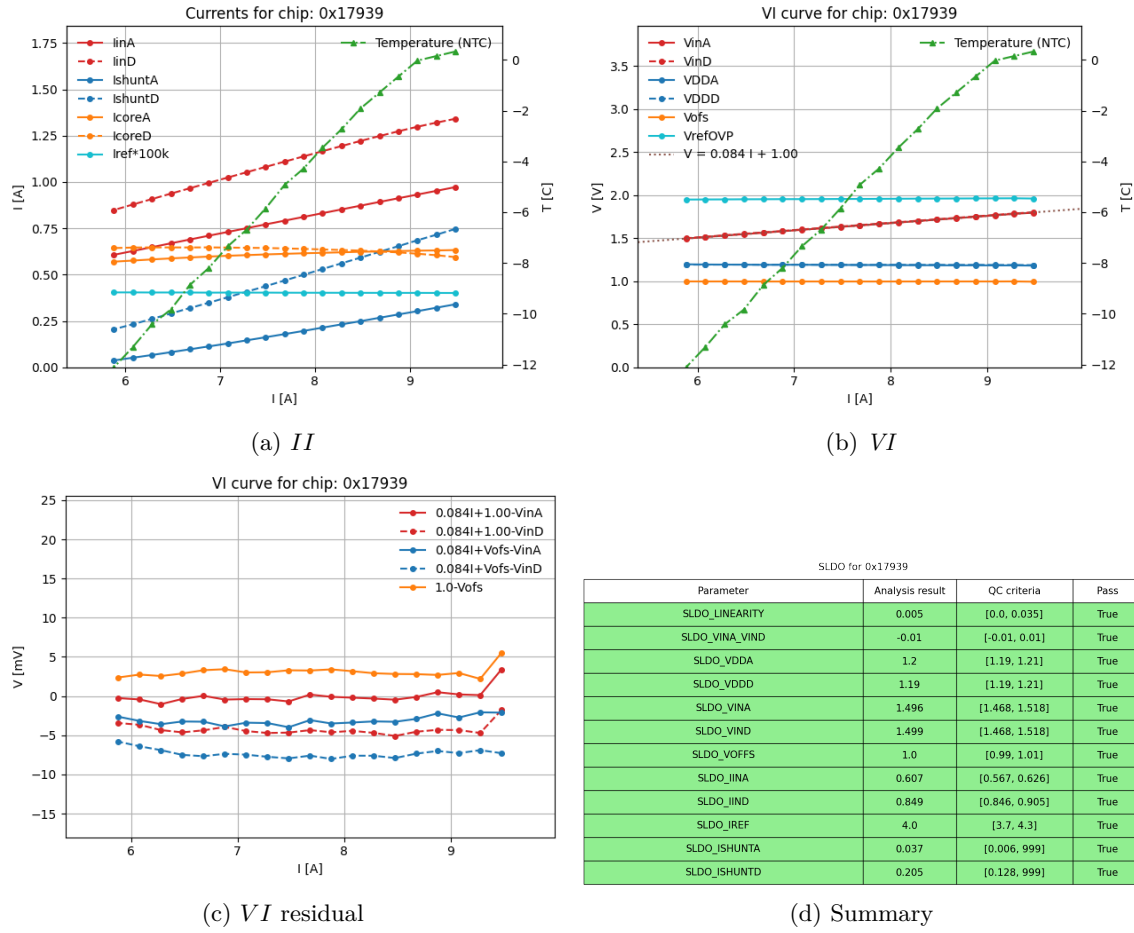 Currents for chip: 0x17939
IinA
IinD
IshuntA
IshuntD
IcoreA
IcoreD
Iref*100k
Temperature (NTC)
1.75
1.50
1.25
1.00
0.75
0.50
0.25
0.00
I [A]
0
−2
−4
−6
−8
−10
−12
T [C]
6 7 8 9
I [A]
(a) II
VI curve for chip: 0x17939
VinA
VinD
VDDA
VDDD
Vofs
VrefOVP
V = 0.084 I + 1.00
Temperature (NTC)
3.5
3.0
2.5
2.0
1.5
1.0
0.5
0.0
V [V]
0
−2
−4
−6
−8
−10
−12
T [C]
6 7 8 9
I [A]
(b) VI
VI curve for chip: 0x17939
0.084I+1.00-VinA
0.084I+1.00-VinD
0.084I+Vofs-VinA
0.084I+Vofs-VinD
1.0-Vofs
25
20
15
10
5
0
−5
−10
−15
V [mV]
6 7 8 9
I [A]
(c) VI residual
SLDO for 0x17939
Parameter Analysis result QC criteria Pass
SLDO_LINEARITY 0.005 [0.0, 0.035] True
SLDO_VINA_VIND -0.01 [-0.01, 0.01] True
SLDO_VDDA 1.2 [1.19, 1.21] True
SLDO_VDDD 1.19 [1.19, 1.21] True
SLDO_VINA 1.496 [1.468, 1.518] True
SLDO_VIND 1.499 [1.468, 1.518] True
SLDO_VOFFS 1.0 [0.99, 1.01] True
SLDO_IINA 0.607 [0.567, 0.626] True
SLDO_IIND 0.849 [0.846, 0.905] True
SLDO_IREF 4.0 [3.7, 4.3] True
SLDO_ISHUNTA 0.037 [0.006, 999] True
SLDO_ISHUNTD 0.205 [0.128, 999] True
(d) Summary